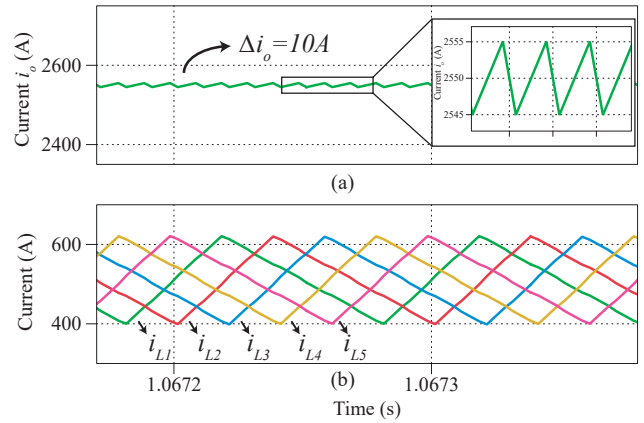 Δi_o=10A
Current i_o (A)
2600
2400
Current i_o (A)
2555
2550
2545
(a)
Current (A)
600
400
i_L1 i_L2 i_L3 i_L4 i_L5
(b)
1.0672 1.0673
Time (s)